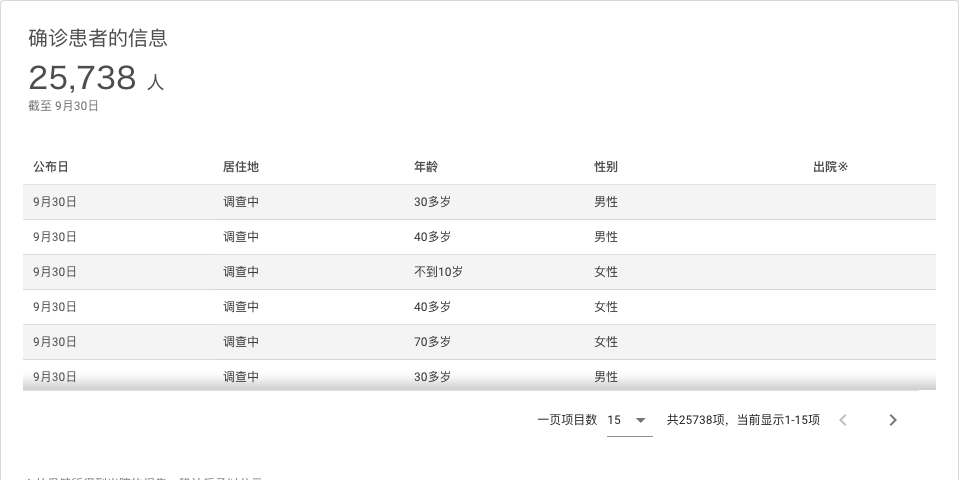 确诊患者的信息
25,738 人
截至 9月30日
公布日 居住地 年龄 性别 出院※
9月30日 调查中 30多岁 男性
9月30日 调查中 40多岁 男性
9月30日 调查中 不到10岁 女性
9月30日 调查中 40多岁 女性
9月30日 调查中 70多岁 女性
9月30日 调查中 30多岁 男性
一页项目数 15 共25738项，当前显示1-15项